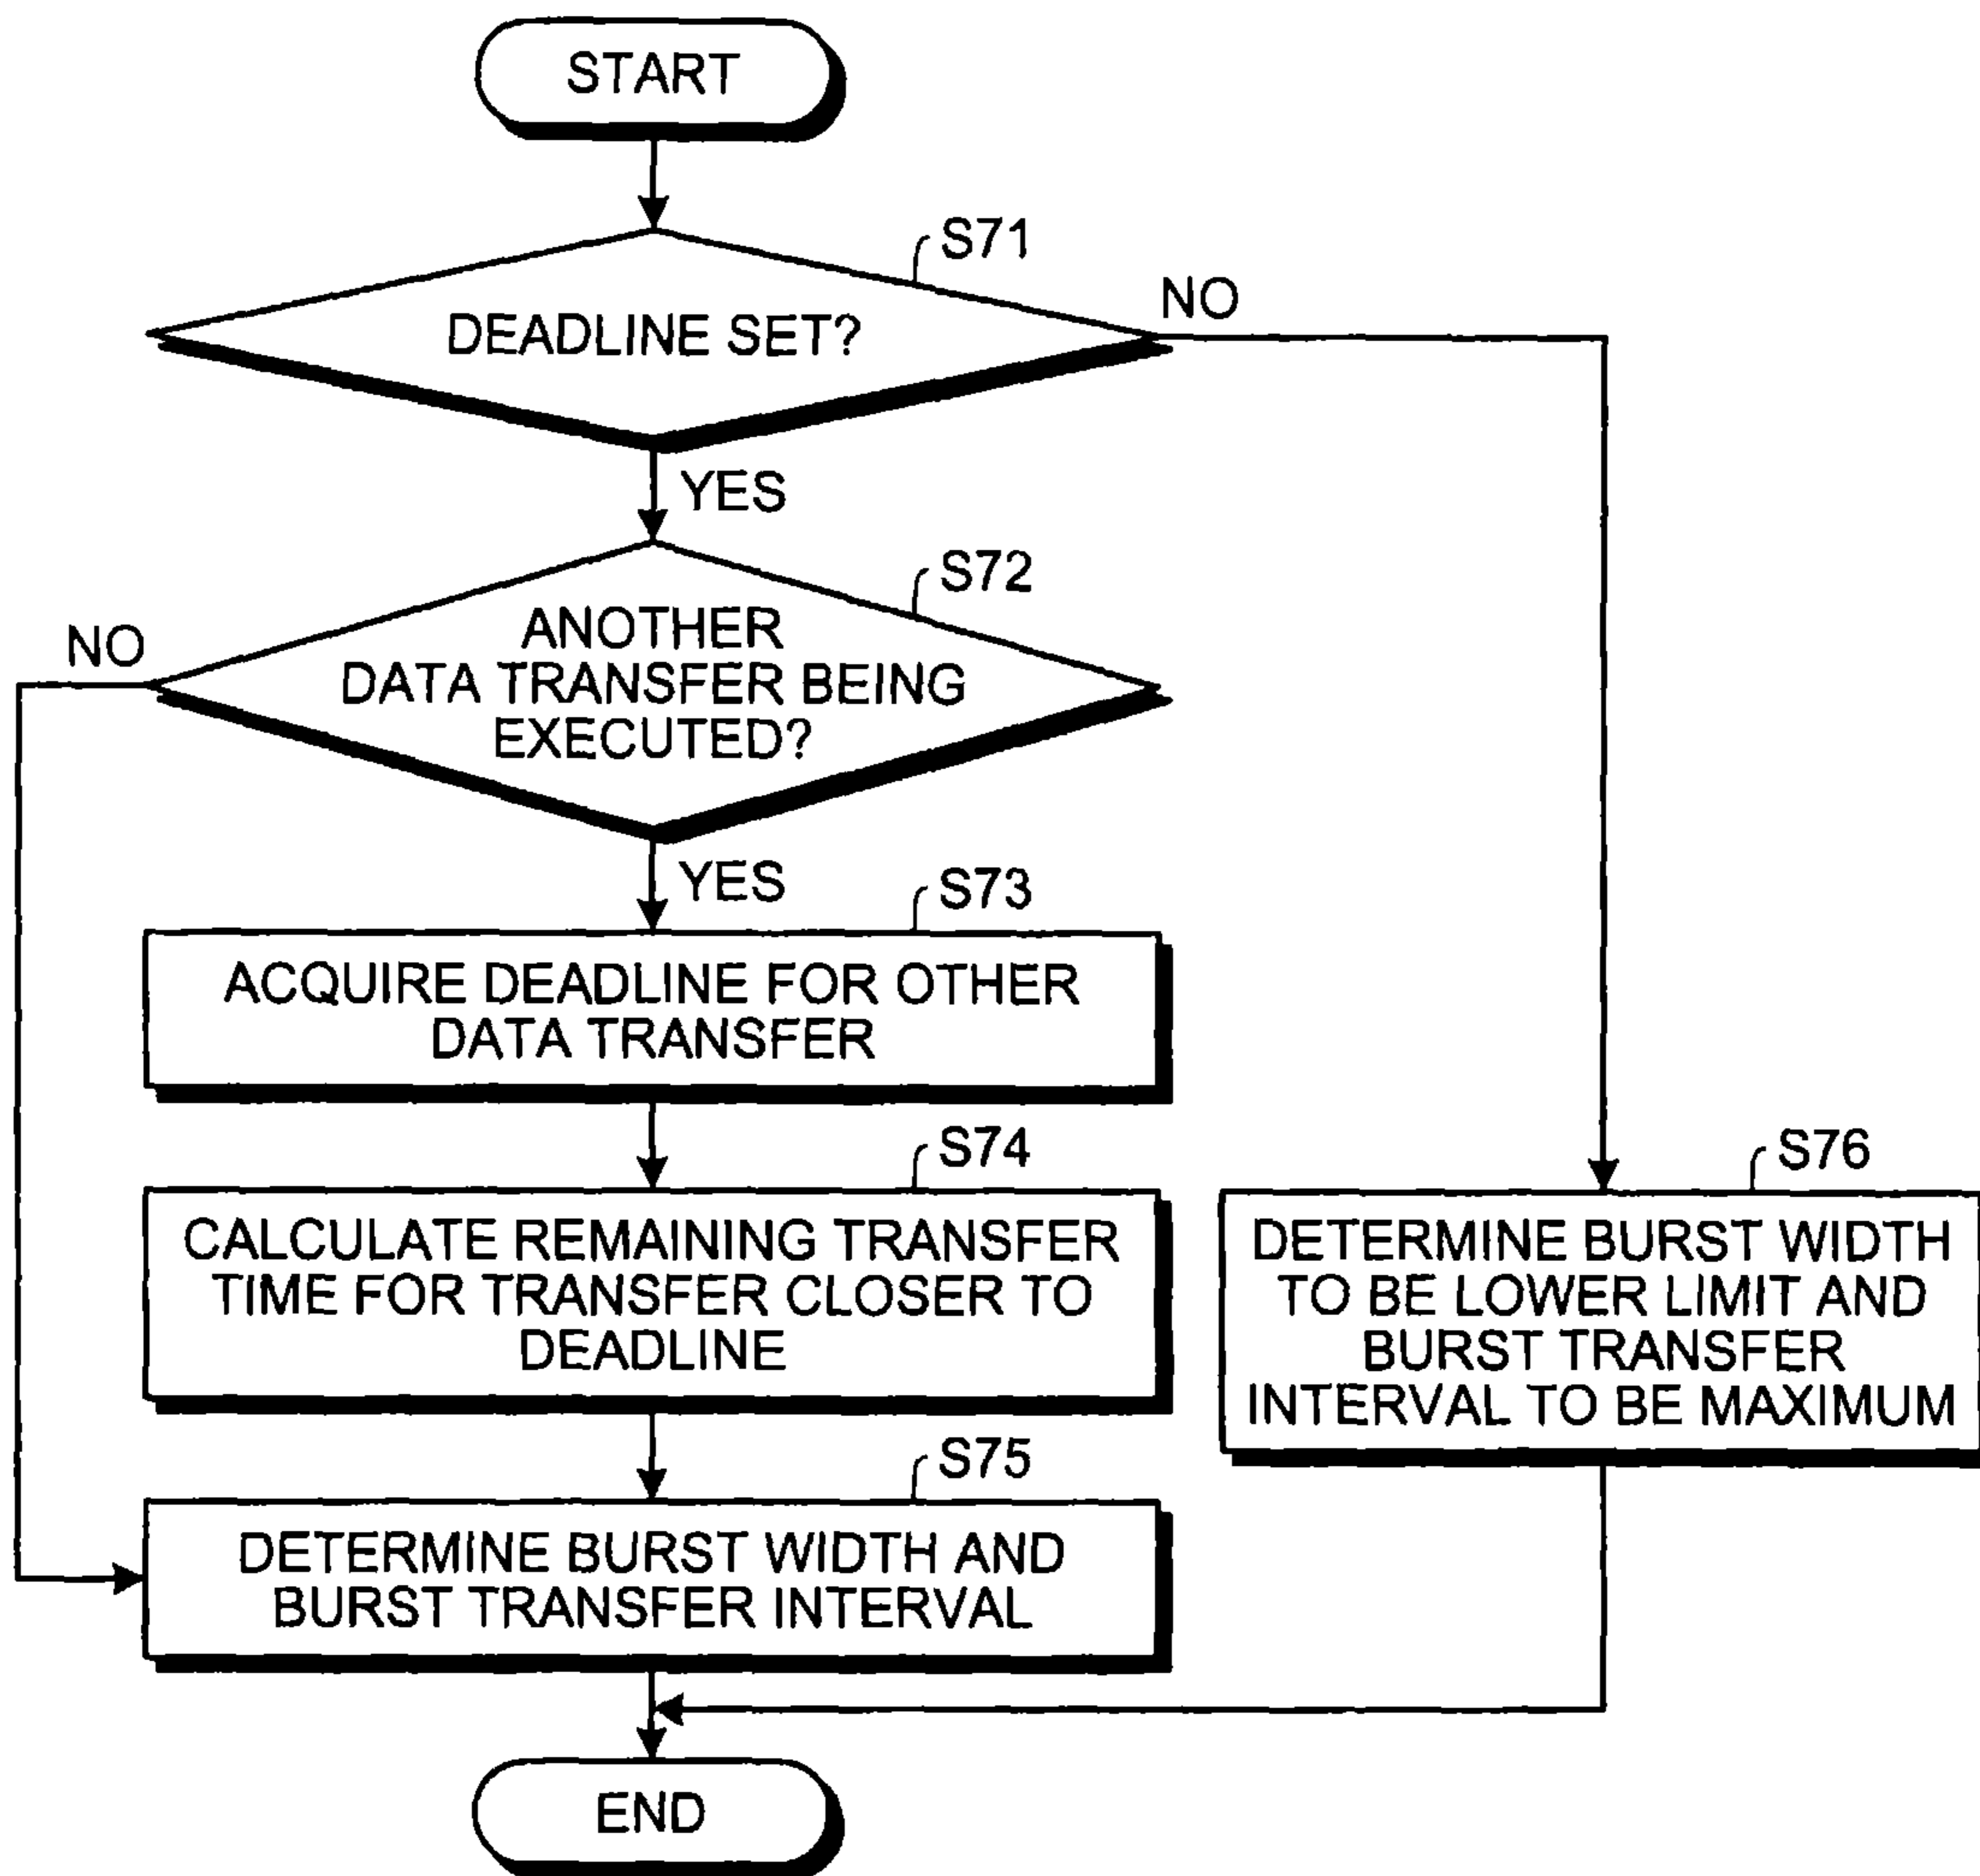 START
S71
NO
DEADLINE SET?
YES
S72
NO
ANOTHER
DATA TRANSFER BEING
EXECUTED?
YES
S73
ACQUIRE DEADLINE FOR OTHER
DATA TRANSFER
S74
CALCULATE REMAINING TRANSFER
TIME FOR TRANSFER CLOSER TO
DEADLINE
S76
DETERMINE BURST WIDTH
TO BE LOWER LIMIT AND
BURST TRANSFER
INTERVAL TO BE MAXIMUM
S75
DETERMINE BURST WIDTH AND
BURST TRANSFER INTERVAL
END